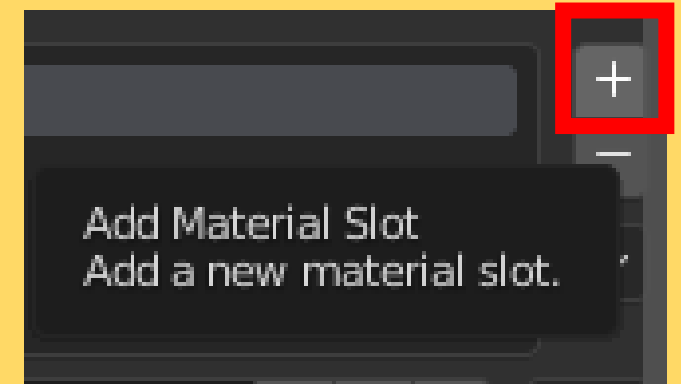 +
−
Add Material Slot
Add a new material slot.